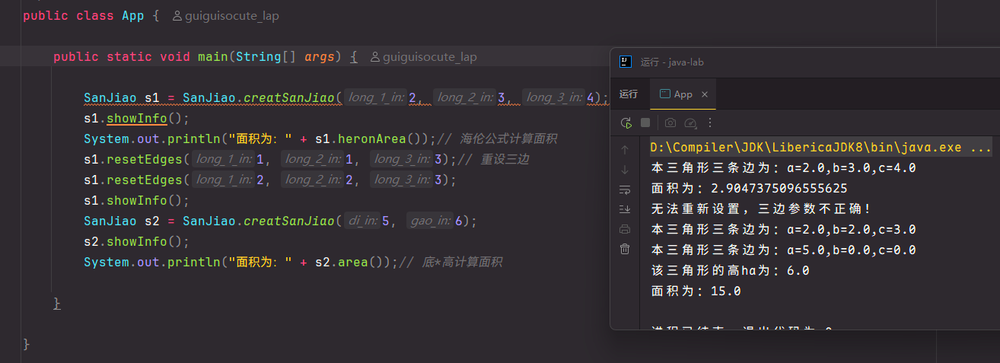 public class App {  guiguisocute_lap
public static void main(String[] args) {  guiguisocute_lap
SanJiao s1 = SanJiao.creatSanJiao( long_1_in: 2, long_2_in: 3, long_3_in: 4);
s1.showInfo();
System.out.println("面积为: " + s1.heronArea());// 海伦公式计算面积
s1.resetEdges( long_1_in: 1, long_2_in: 1, long_3_in: 3);// 重设三边
s1.resetEdges( long_1_in: 2, long_2_in: 2, long_3_in: 3);
s1.showInfo();
SanJiao s2 = SanJiao.creatSanJiao( di_in: 5, gao_in: 6);
s2.showInfo();
System.out.println("面积为: " + s2.area());// 底*高计算面积
}
}
运行 - java-lab
运行 App ×
D:\Compiler\JDK\LibericaJDK8\bin\java.exe ...
本三角形三条边为: a=2.0,b=3.0,c=4.0
面积为: 2.9047375096555625
无法重新设置，三边参数不正确!
本三角形三条边为: a=2.0,b=2.0,c=3.0
本三角形三条边为: a=5.0,b=0.0,c=0.0
该三角形的高ha为: 6.0
面积为: 15.0